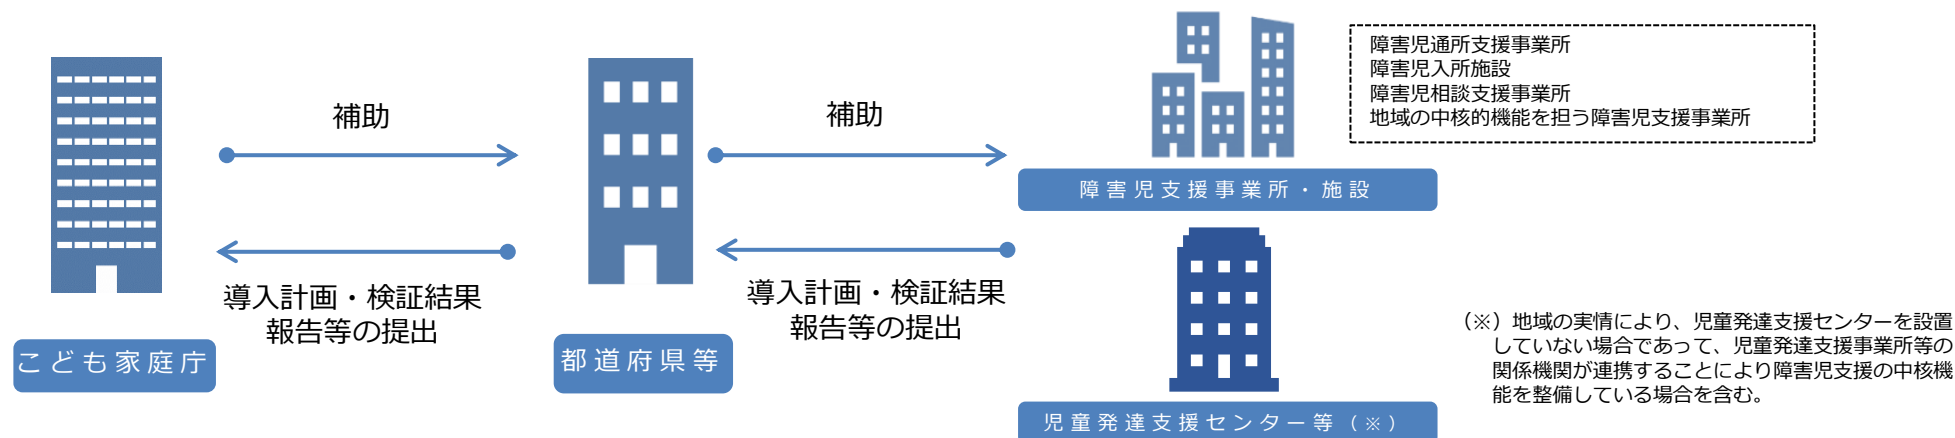 補助
導入計画・検証結果
報告等の提出
こども家庭庁
都道府県等
補助
導入計画・検証結果
報告等の提出
障害児支援事業所・施設
児童発達支援センター等（※）
障害児通所支援事業所
障害児入所施設
障害児相談支援事業所
地域の中核的機能を担う障害児支援事業所
（※）地域の実情により、児童発達支援センターを設置
していない場合であって、児童発達支援事業所等の
関係機関が連携することにより障害児支援の中核機
能を整備している場合を含む。